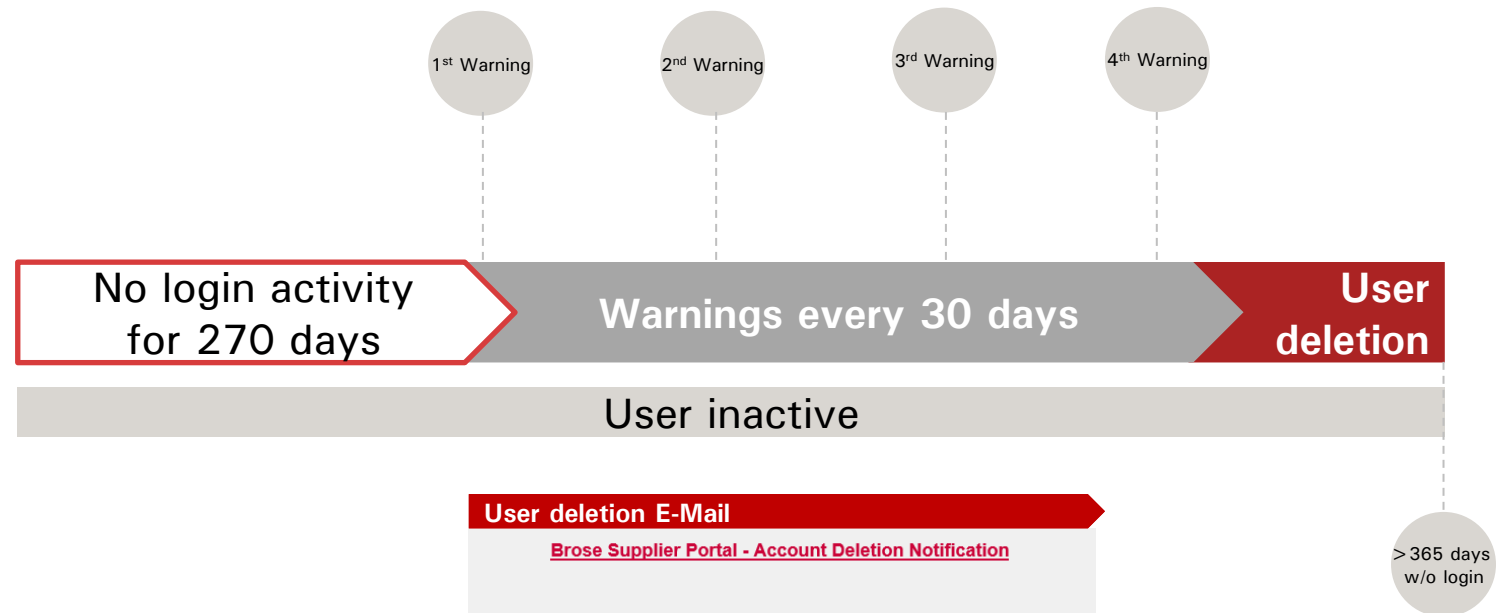 1st Warning
2nd Warning
3rd Warning
4th Warning
No login activity
for 270 days
Warnings every 30 days
User
deletion
User inactive
User deletion E-Mail
Brose Supplier Portal - Account Deletion Notification
>365 days
w/o login